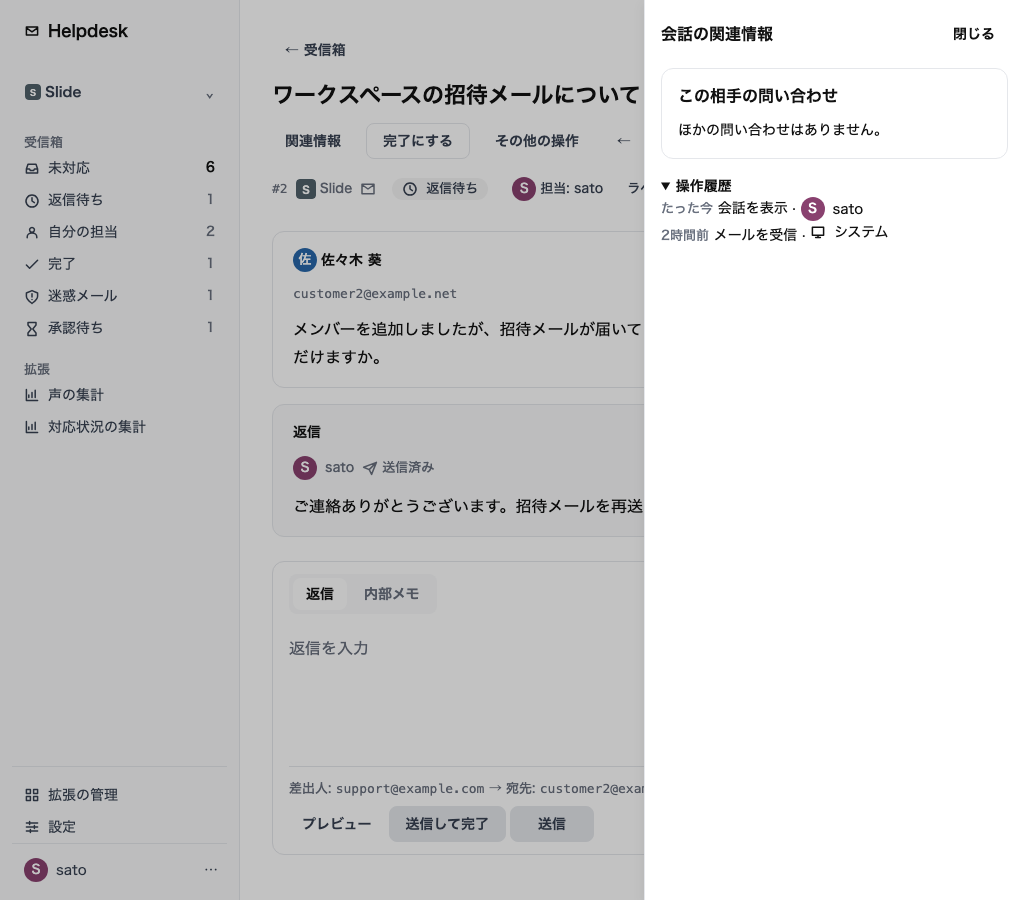 Helpdesk
S Slide
受信箱
未対応 6
返信待ち 1
自分の担当 2
完了 1
迷惑メール 1
承認待ち 1
拡張
声の集計
対応状況の集計
拡張の管理
設定
S sato ...
← 受信箱
ワークスペースの招待メールについて
関連情報 完了にする その他の操作 ←
#2 S Slide 返信待ち S 担当: sato
佐 佐々木 葵
customer2@example.net
メンバーを追加しましたが、招待メールが届いて
だけますか。
返信
S sato 送信済み
ご連絡ありがとうございます。招待メールを再送
返信 内部メモ
返信を入力
差出人: support@example.com → 宛先: customer2@exam
プレビュー 送信して完了 送信
会話の関連情報 閉じる
この相手の問い合わせ
ほかの問い合わせはありません。
▼ 操作履歴
たった今 会話を表示 · S sato
2時間前 メールを受信 · システム